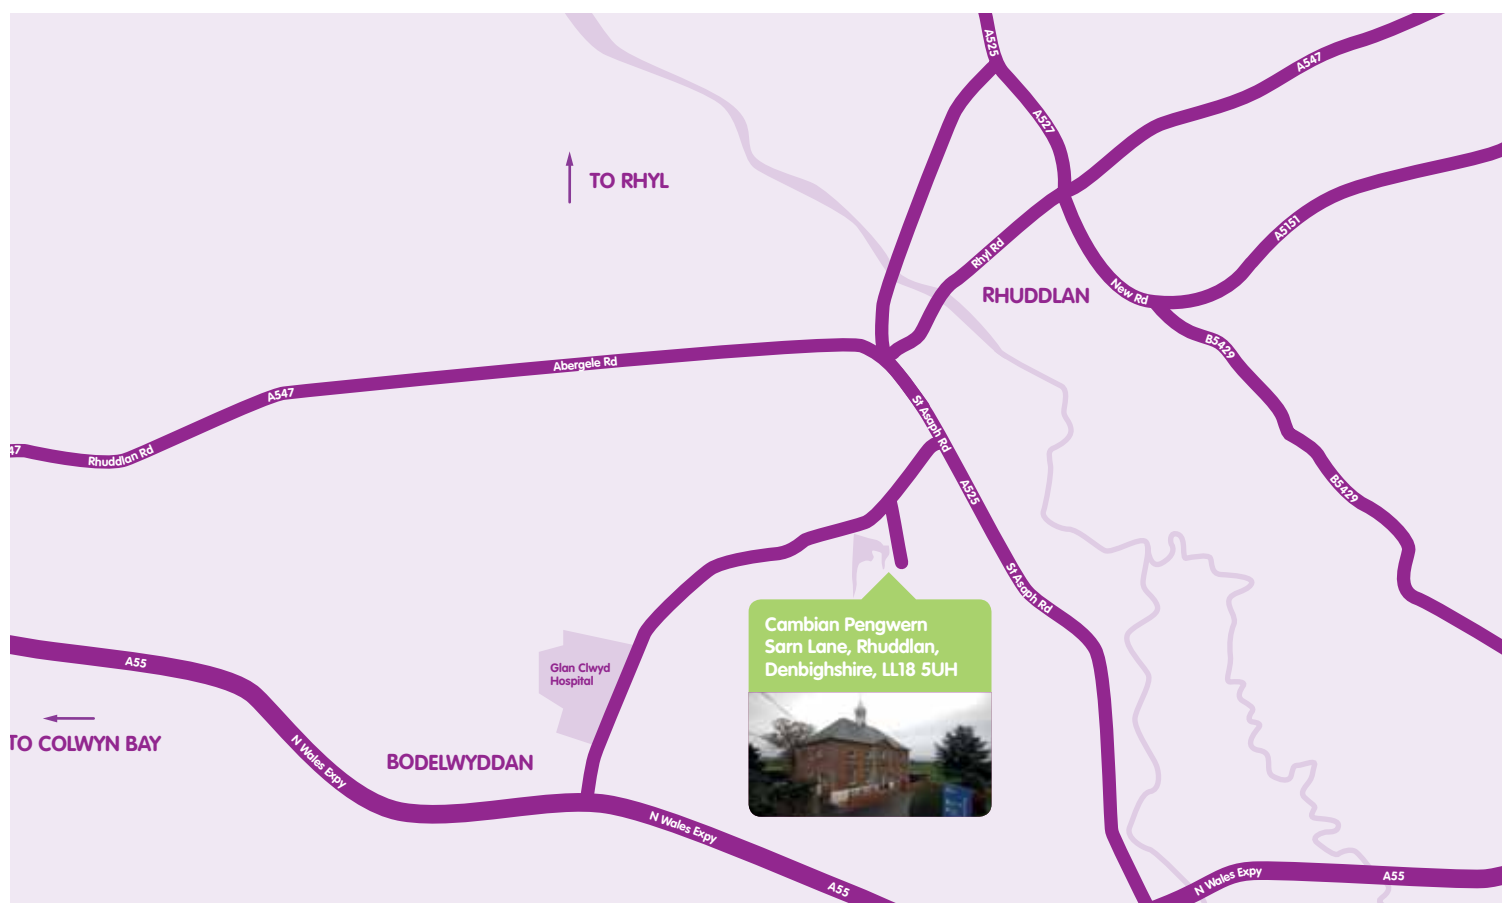 A525
A527
A547
TO RHYL
A5151
Rhyl Rd
RHUDDLAN
New Rd
B5429
Abergele Rd
A547
St Asaph Rd
47
Rhuddlan Rd
A525
B5429
St Asaph Rd
Cambian Pengwern
Sarn Lane, Rhuddlan,
Denbighshire, LL18 5UH
A55
Glan Clwyd
Hospital
TO COLWYN BAY
N Wales Expy
BODELWYDDAN
N Wales Expy
A55
N Wales Expy
A55